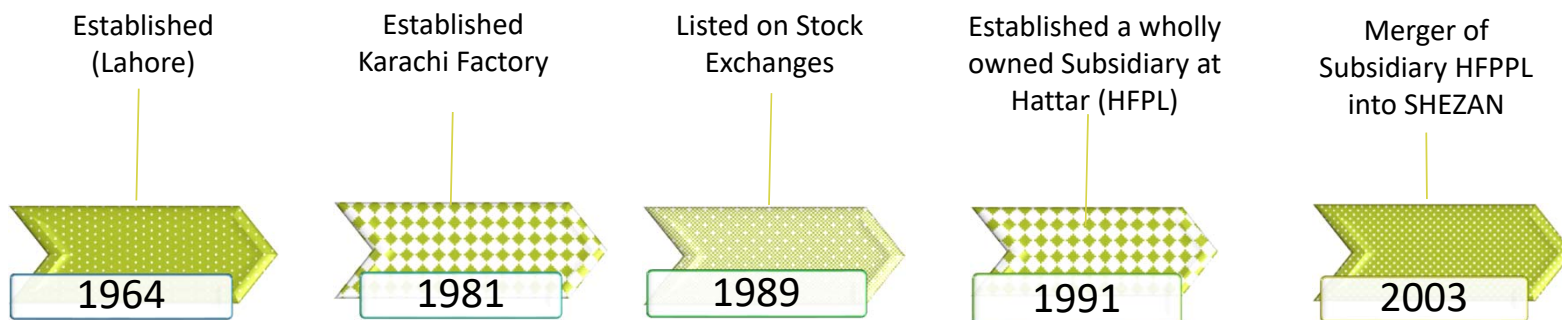 Established
(Lahore)
1964
Established
Karachi Factory
1981
Listed on Stock
Exchanges
1989
Established a wholly
owned Subsidiary at
Hattar (HFPL)
1991
Merger of
Subsidiary HFPPL
into SHEZAN
2003